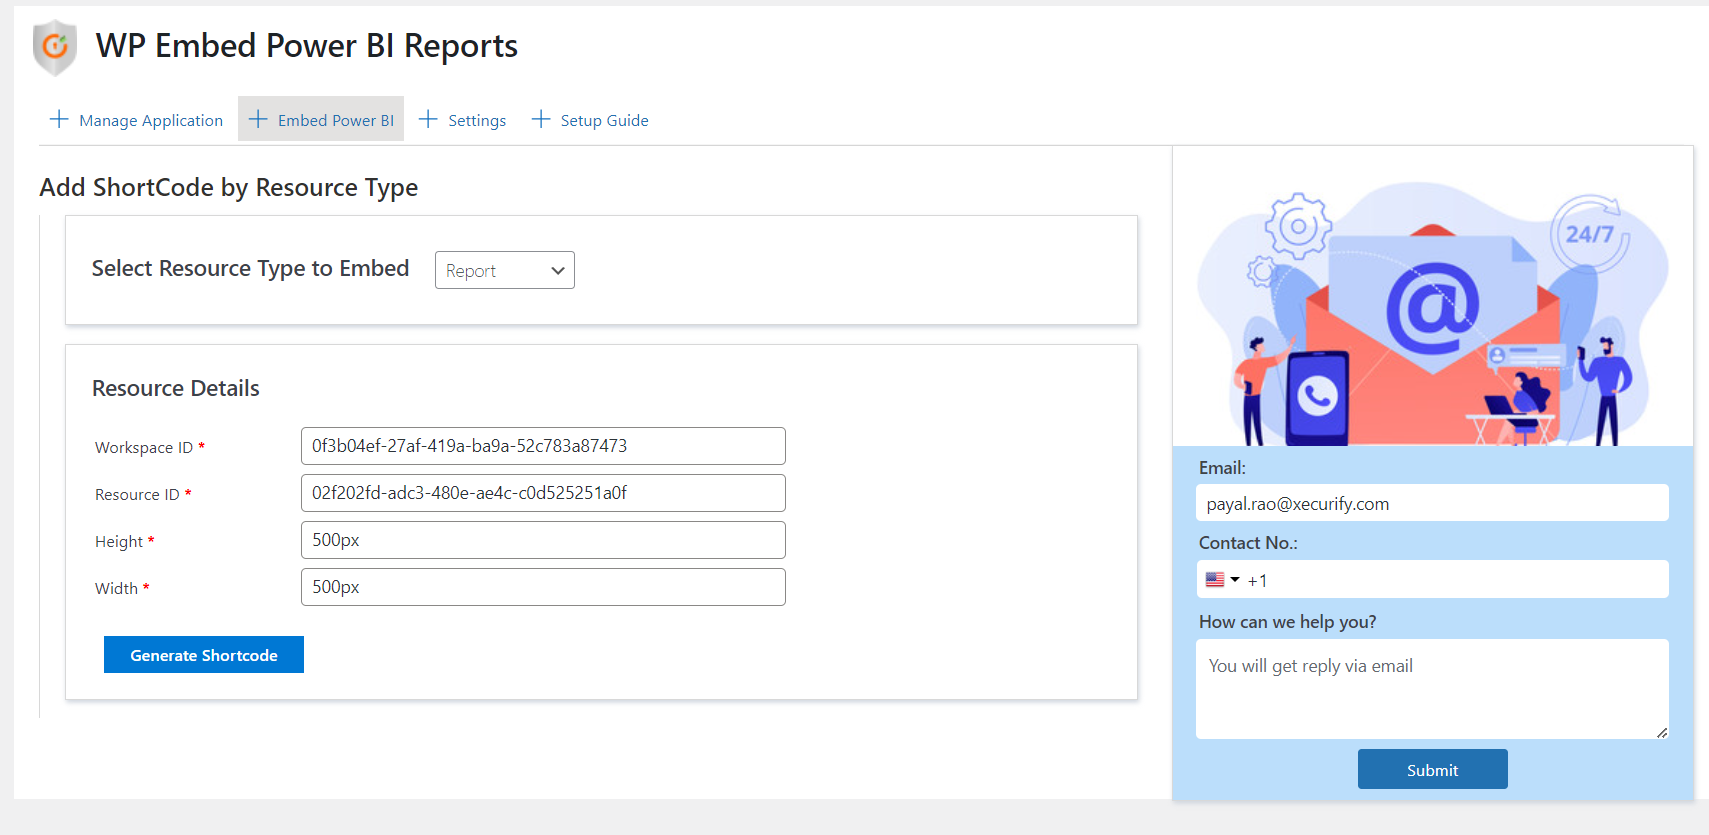 WP Embed Power BI Reports
Manage Application
Embed Power BI
Settings
Setup Guide
Add ShortCode by Resource Type
Select Resource Type to Embed
Report
Resource Details
Workspace ID *
0f3b04ef-27af-419a-ba9a-52c783a87473
Resource ID *
02f202fd-adc3-480e-ae4c-c0d525251a0f
Height *
500px
Width *
500px
Generate Shortcode
24/7
@
Email:
payal.rao@xecurify.com
Contact No.:
+1
How can we help you?
You will get reply via email
Submit